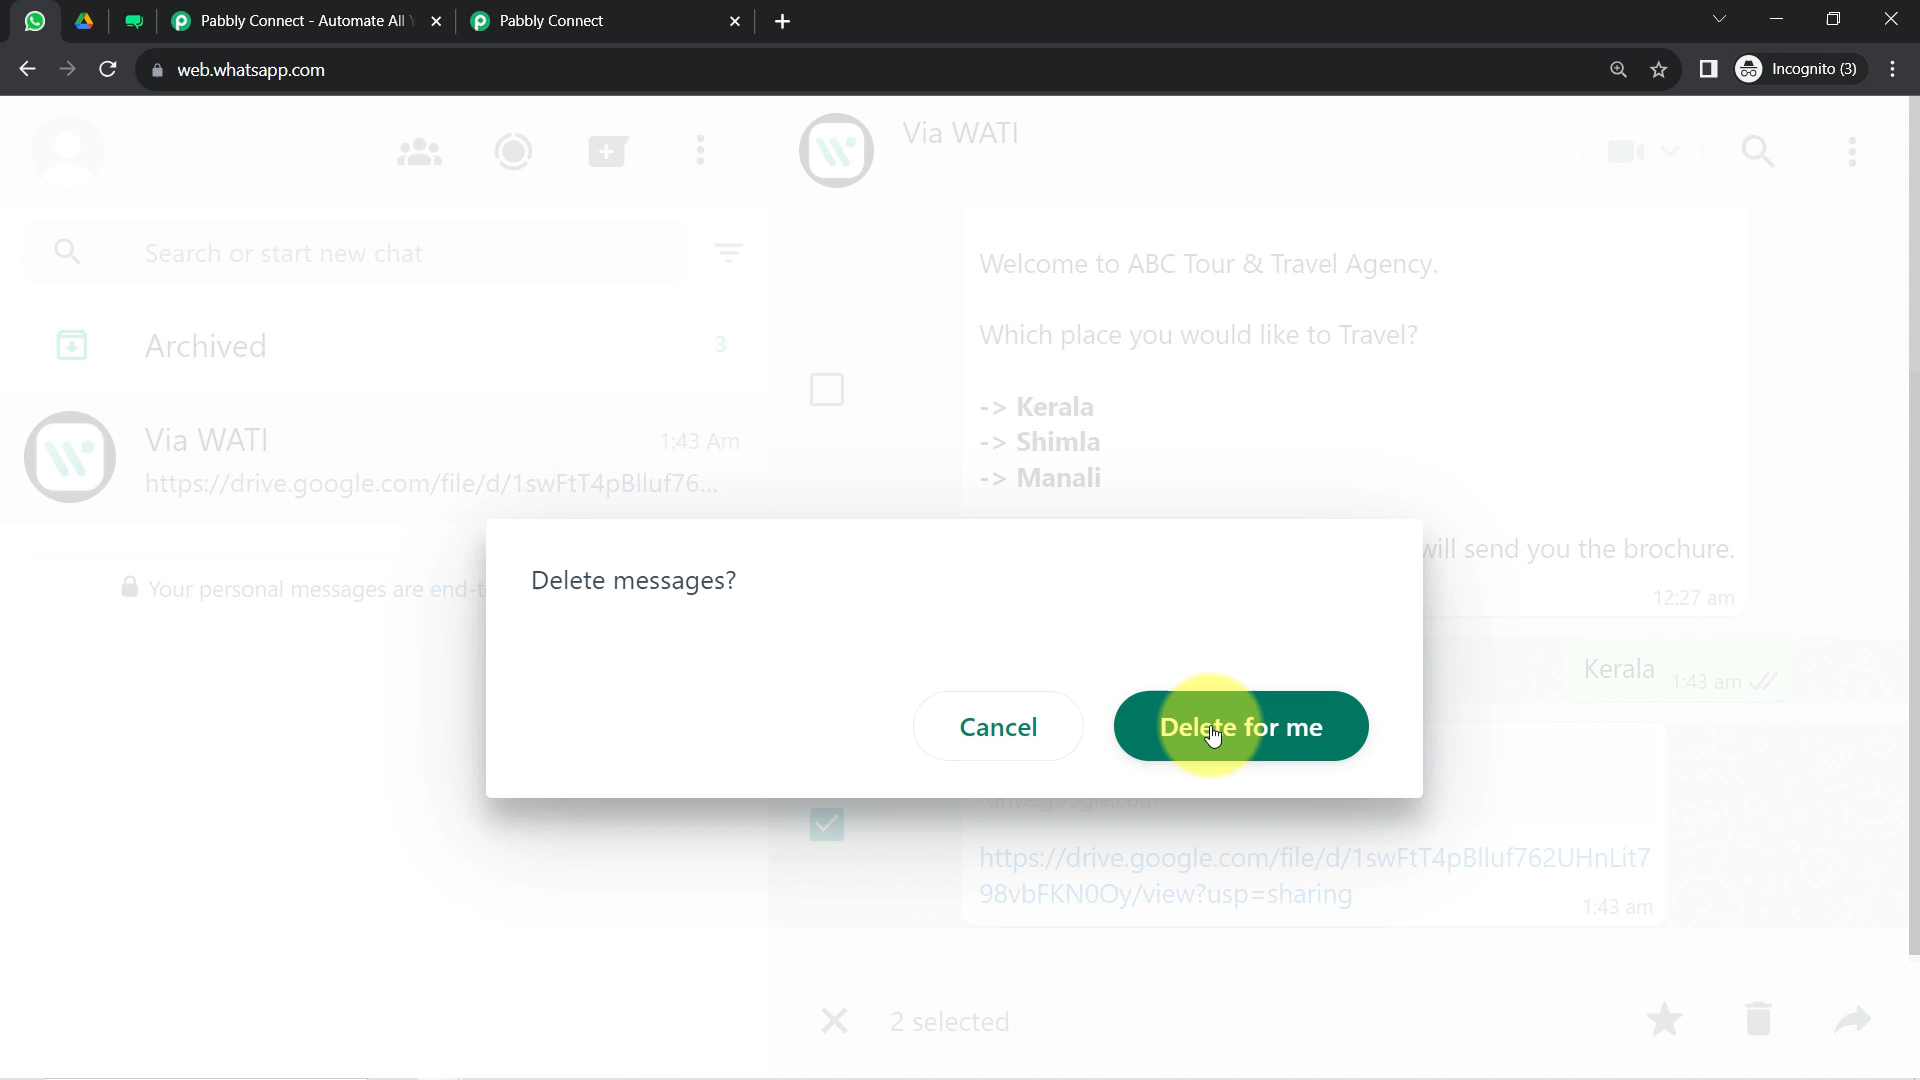 Pabbly Connect - Automate All Y
Pabbly Connect
web.whatsapp.com
Incognito (3)
Via WATI
Search or start new chat
Archived
3
Via WATI
1:43 Am
https://drive.google.com/file/d/1swFtT4pBlluf76...
Your personal messages are end-t
Welcome to ABC Tour & Travel Agency.
Which place you would like to Travel?
-> Kerala
-> Shimla
-> Manali
will send you the brochure.
12:27 am
Kerala
1:43 am
Delete messages?
Cancel
Delete for me
drive.google.com
https://drive.google.com/file/d/1swFtT4pBlluf762UHnLit7
98vbFKN0Oy/view?usp=sharing
1:43 am
2 selected